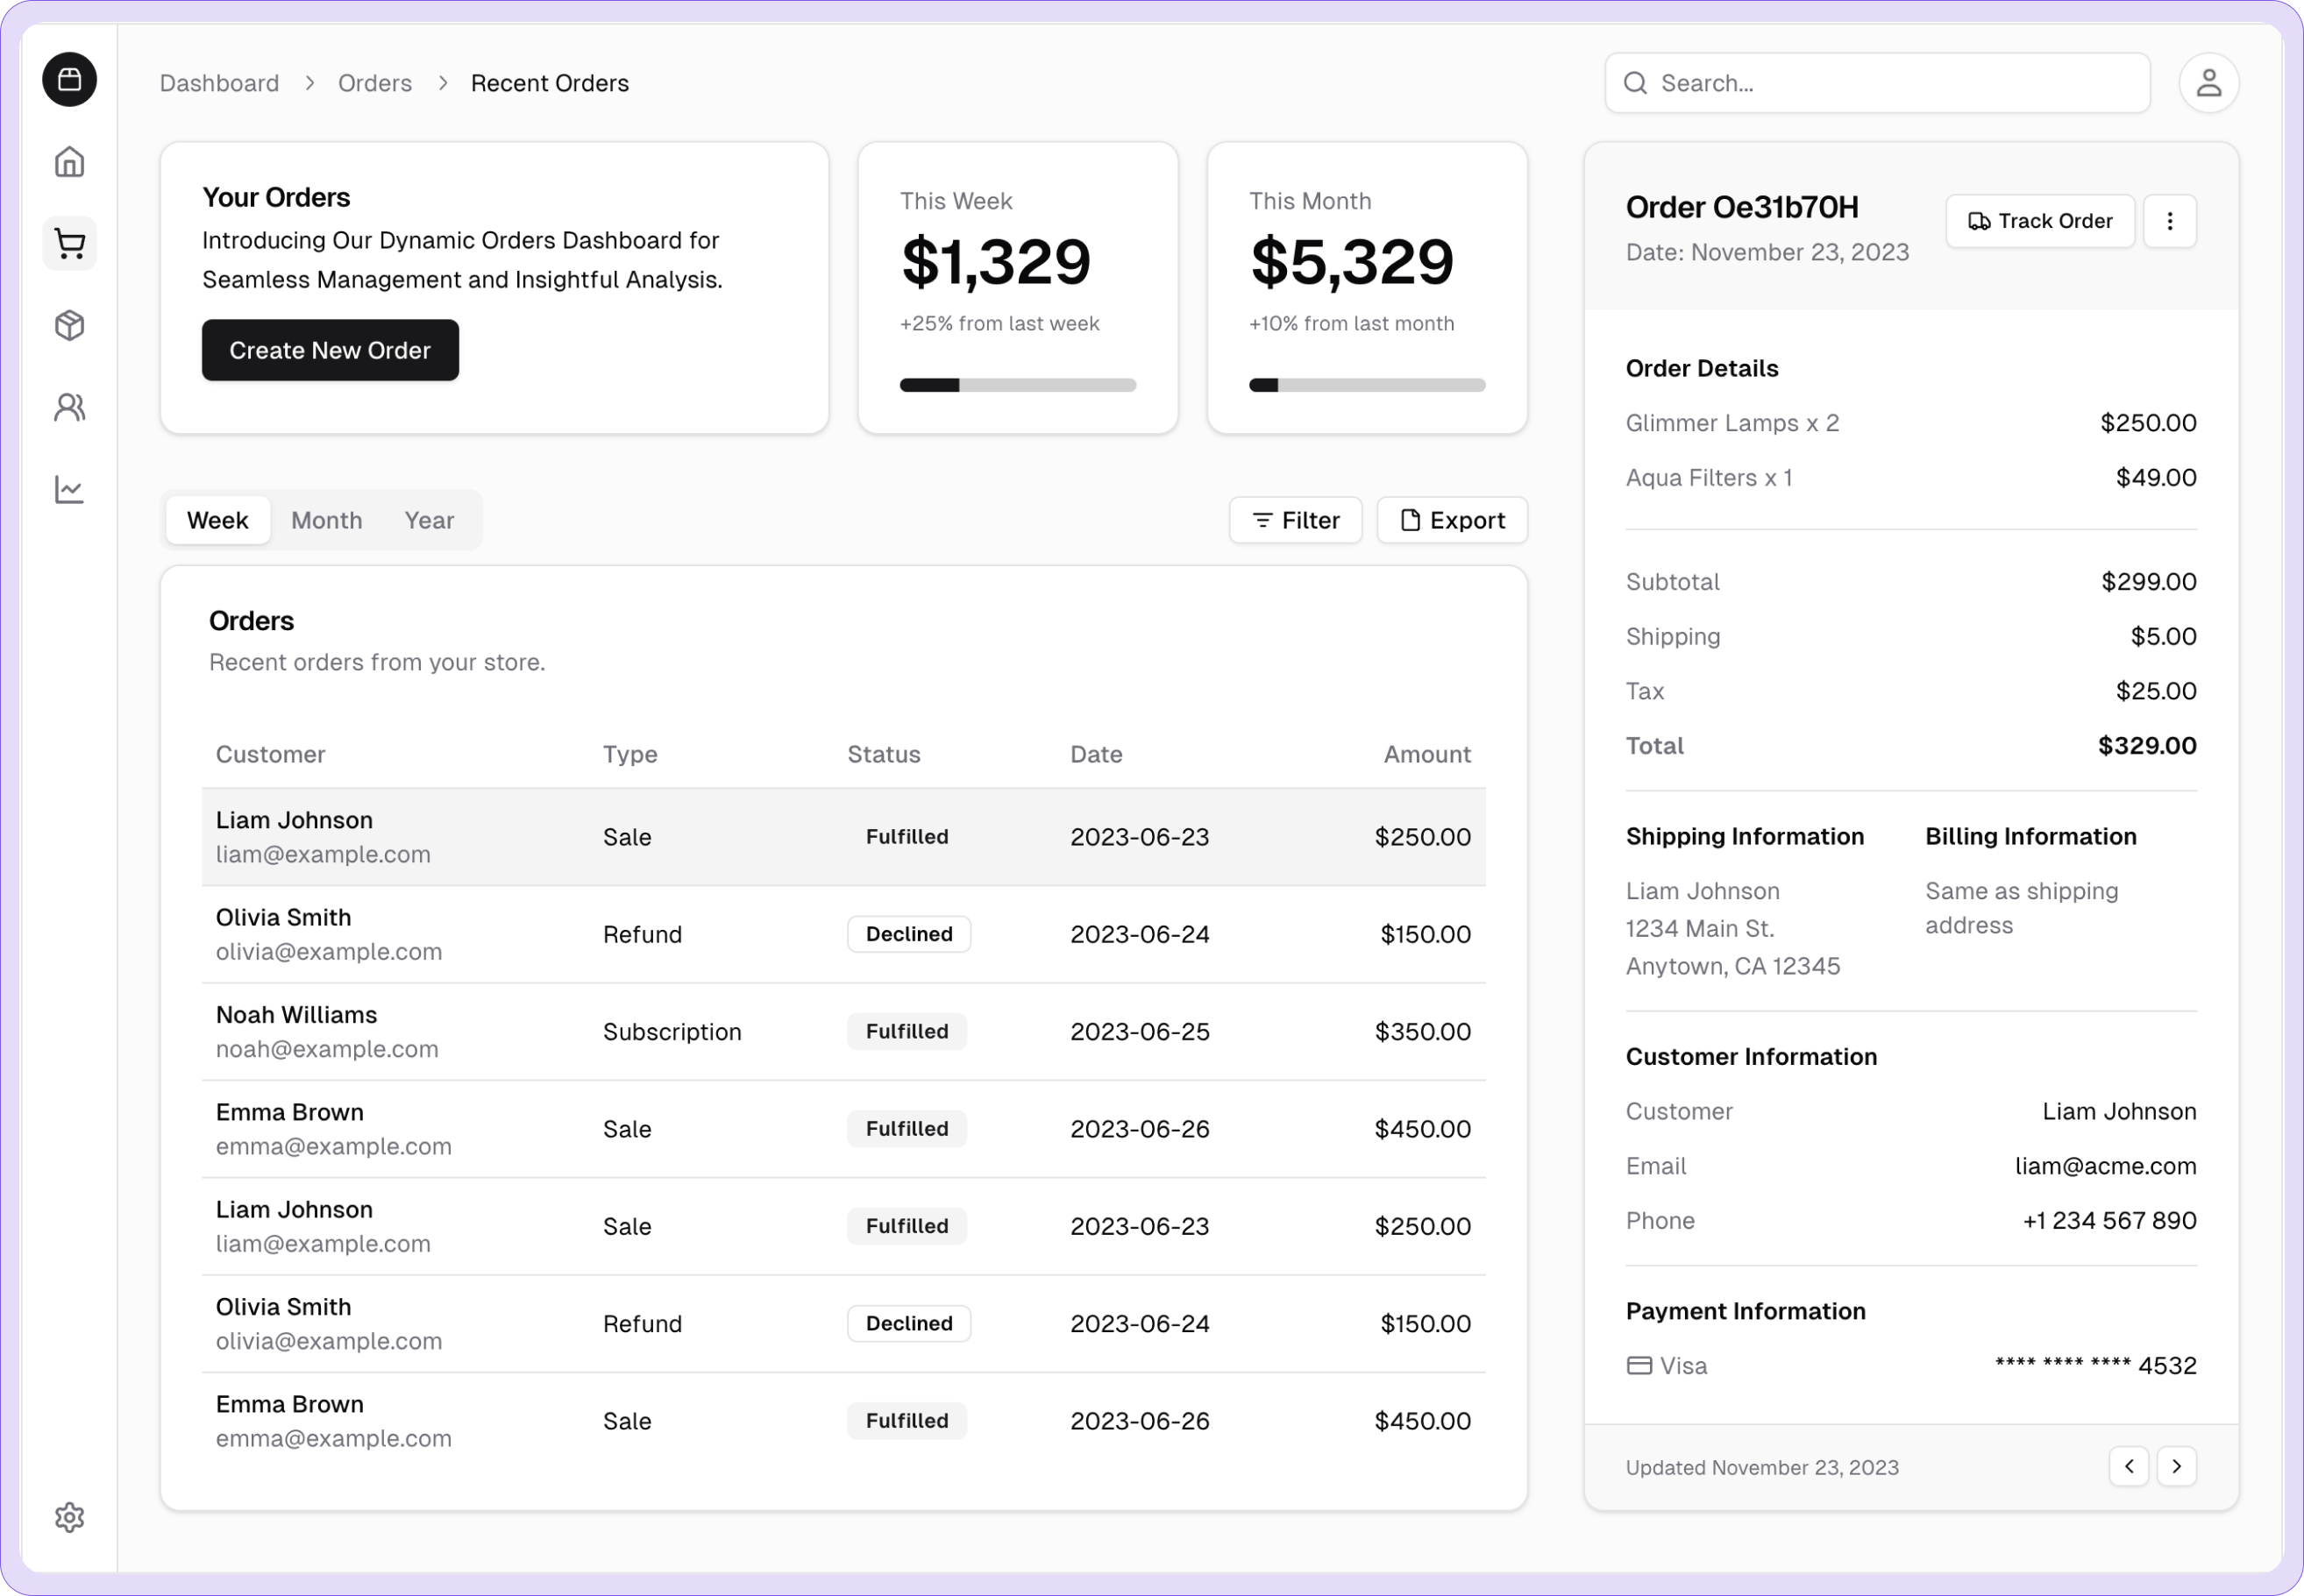 Dashboard > Orders > Recent Orders
Search...
Your Orders
Introducing Our Dynamic Orders Dashboard for
Seamless Management and Insightful Analysis.
Create New Order
This Week
$1,329
+25% from last week
This Month
$5,329
+10% from last month
Week Month Year
Filter
Export
Orders
Recent orders from your store.
Customer Type Status Date Amount
Liam Johnson
liam@example.com
Sale Fulfilled 2023-06-23 $250.00
Olivia Smith
olivia@example.com
Refund Declined 2023-06-24 $150.00
Noah Williams
noah@example.com
Subscription Fulfilled 2023-06-25 $350.00
Emma Brown
emma@example.com
Sale Fulfilled 2023-06-26 $450.00
Liam Johnson
liam@example.com
Sale Fulfilled 2023-06-23 $250.00
Olivia Smith
olivia@example.com
Refund Declined 2023-06-24 $150.00
Emma Brown
emma@example.com
Sale Fulfilled 2023-06-26 $450.00
Order Oe31b70H
Date: November 23, 2023
Track Order
Order Details
Glimmer Lamps x 2 $250.00
Aqua Filters x 1 $49.00
Subtotal $299.00
Shipping $5.00
Tax $25.00
Total $329.00
Shipping Information
Liam Johnson
1234 Main St.
Anytown, CA 12345
Billing Information
Same as shipping
address
Customer Information
Customer Liam Johnson
Email liam@acme.com
Phone +1 234 567 890
Payment Information
Visa **** **** **** 4532
Updated November 23, 2023